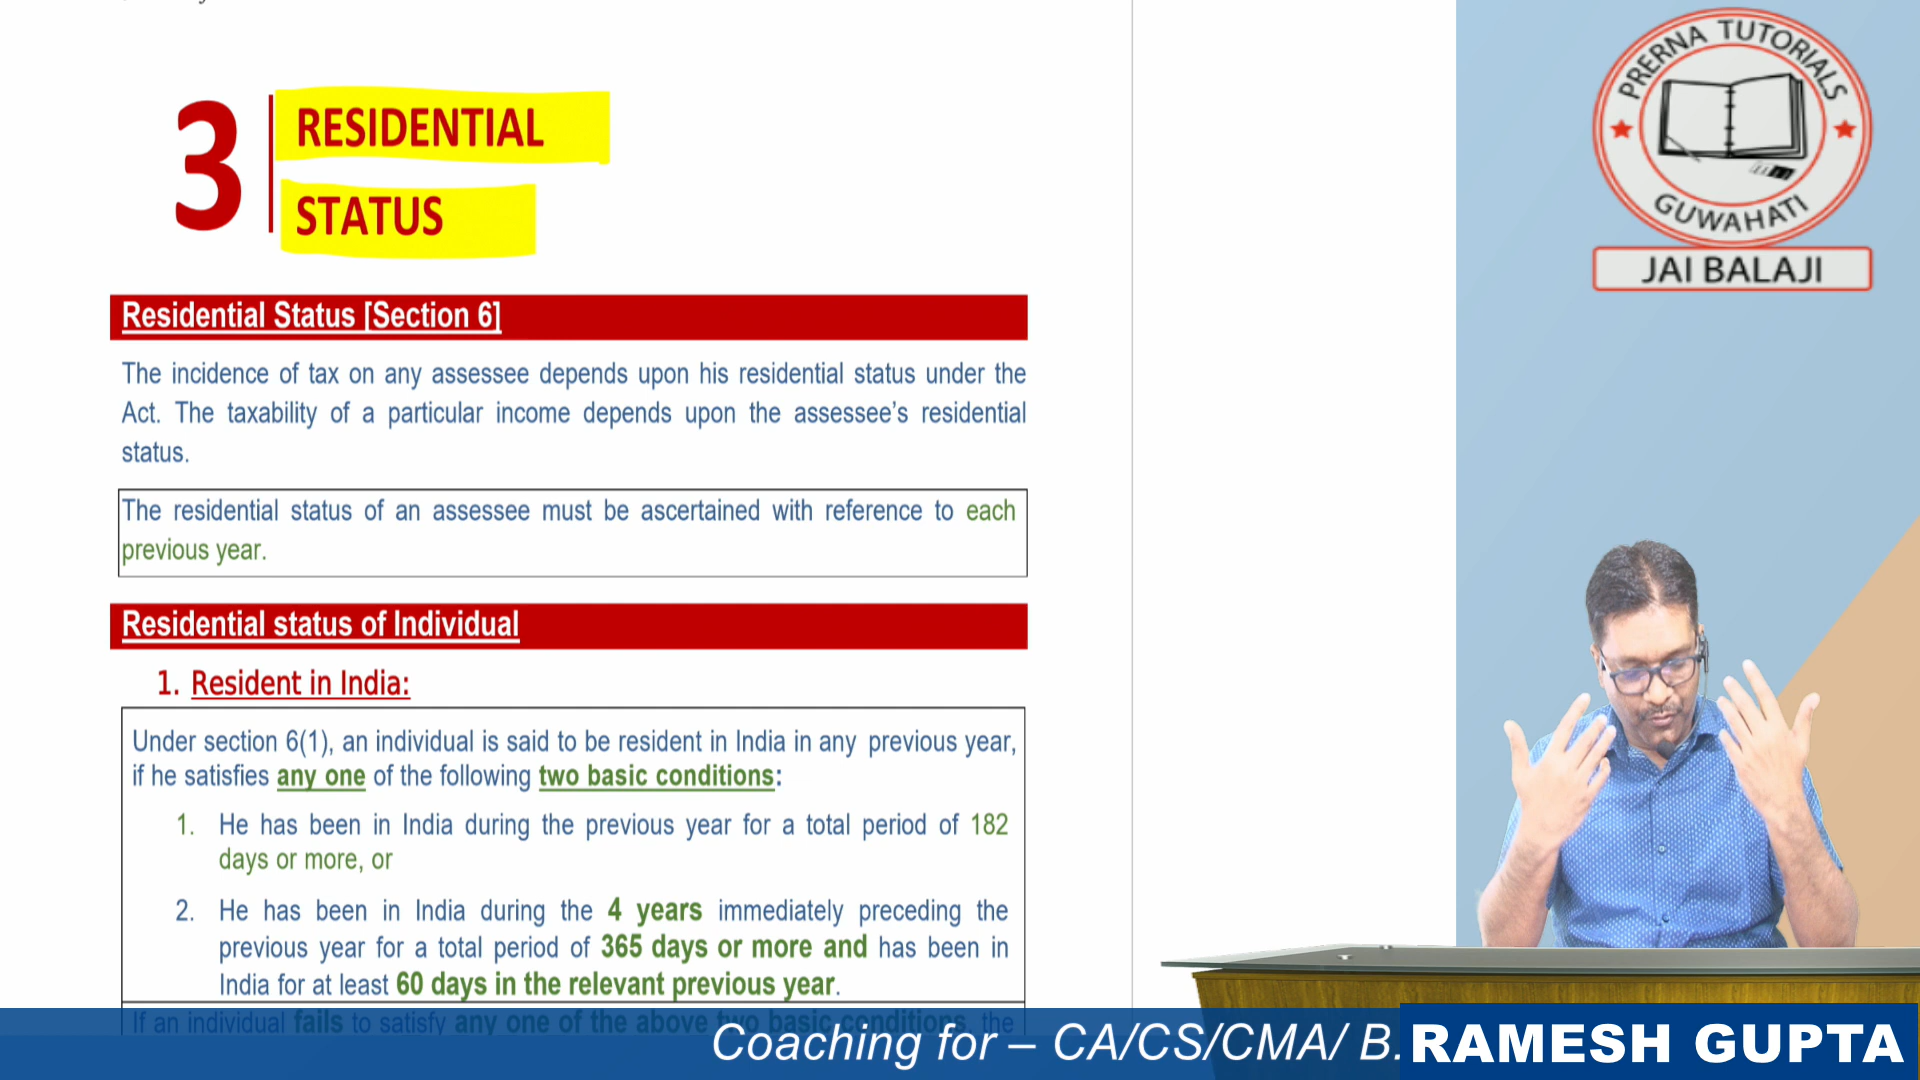 3
RESIDENTIAL
STATUS
Residential Status [Section 6]
The incidence of tax on any assessee depends upon his residential status under the
Act. The taxability of a particular income depends upon the assessee’s residential
status.
The residential status of an assessee must be ascertained with reference to each
previous year.
Residential status of Individual
1. Resident in India:
Under section 6(1), an individual is said to be resident in India in any previous year,
if he satisfies any one of the following two basic conditions:
1. He has been in India during the previous year for a total period of 182
days or more, or
2. He has been in India during the 4 years immediately preceding the
previous year for a total period of 365 days or more and has been in
India for at least 60 days in the relevant previous year.
If an individual fails to satisfy any one of the above two basic conditions, the
Coaching for – CA/CS/CMA/ B.
RAMESH GUPTA
PRERNA TUTORIALS
GUWAHATI
JAI BALAJI